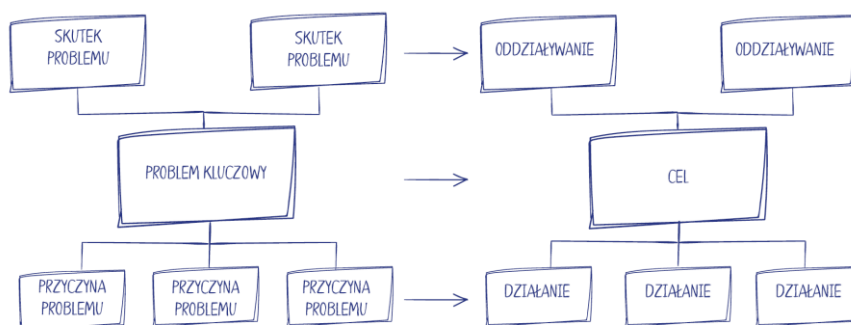 SKUTEK
PROBLEMU
SKUTEK
PROBLEMU
ODDZIAŁYWANIE
ODDZIAŁYWANIE
PROBLEM KLUCZOWY
CEL
PRZYCZYNA
PROBLEMU
PRZYCZYNA
PROBLEMU
PRZYCZYNA
PROBLEMU
DZIAŁANIE
DZIAŁANIE
DZIAŁANIE